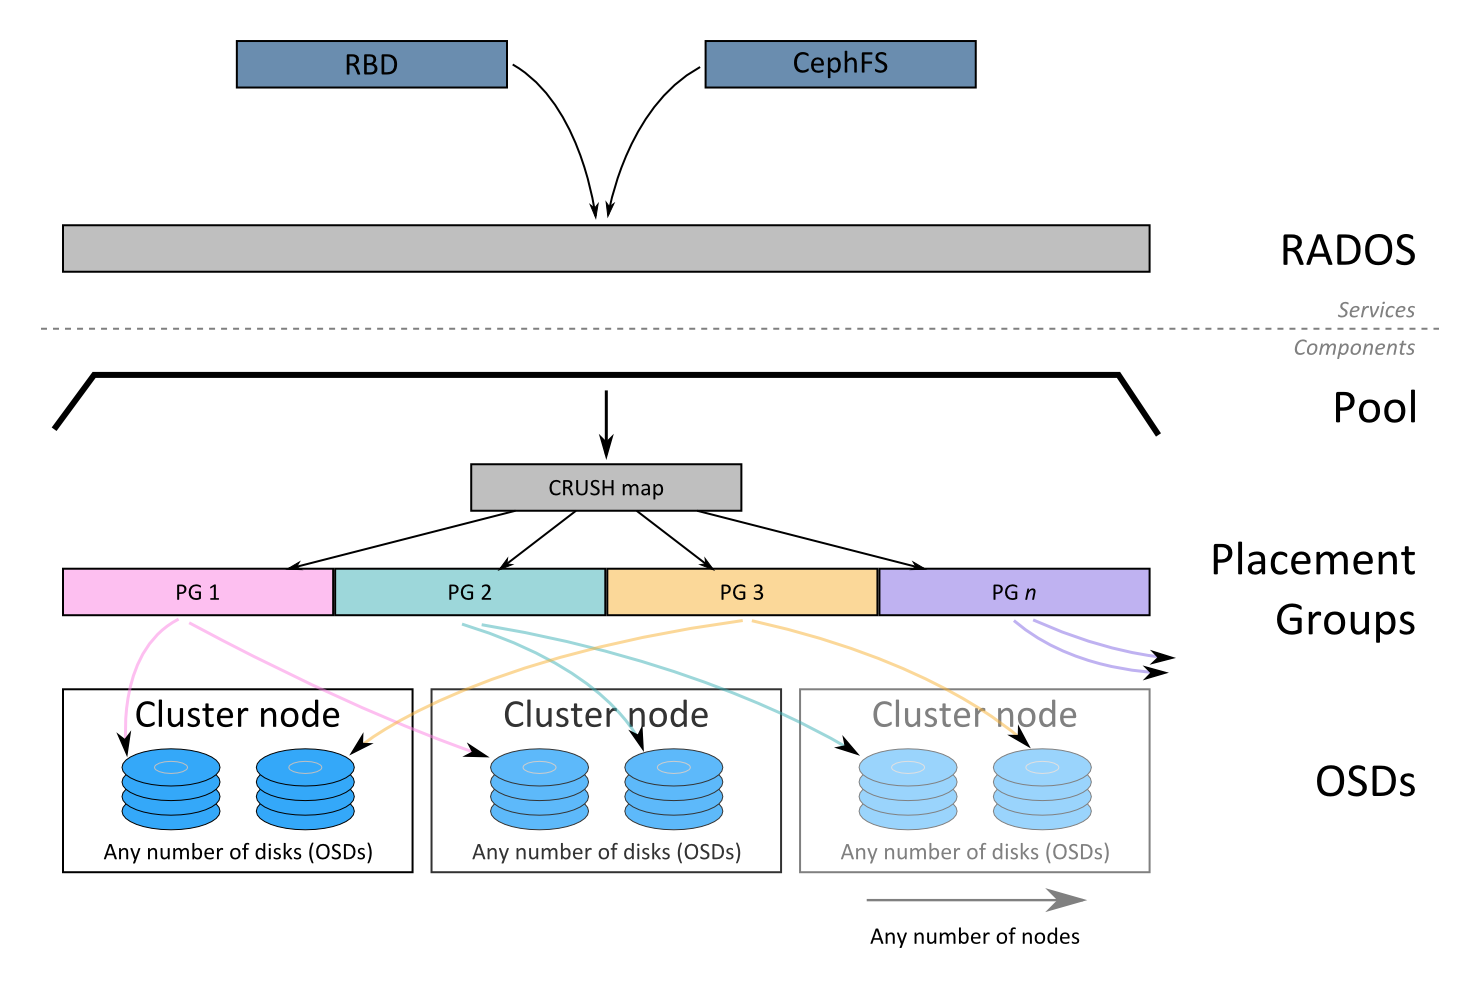 RBD
CephFS
RADOS
Services
Components
Pool
CRUSH map
Placement
Groups
PG 1
PG 2
PG 3
PG n
Cluster node
Cluster node
Cluster node
OSDs
Any number of disks (OSDs)
Any number of disks (OSDs)
Any number of disks (OSDs)
Any number of nodes